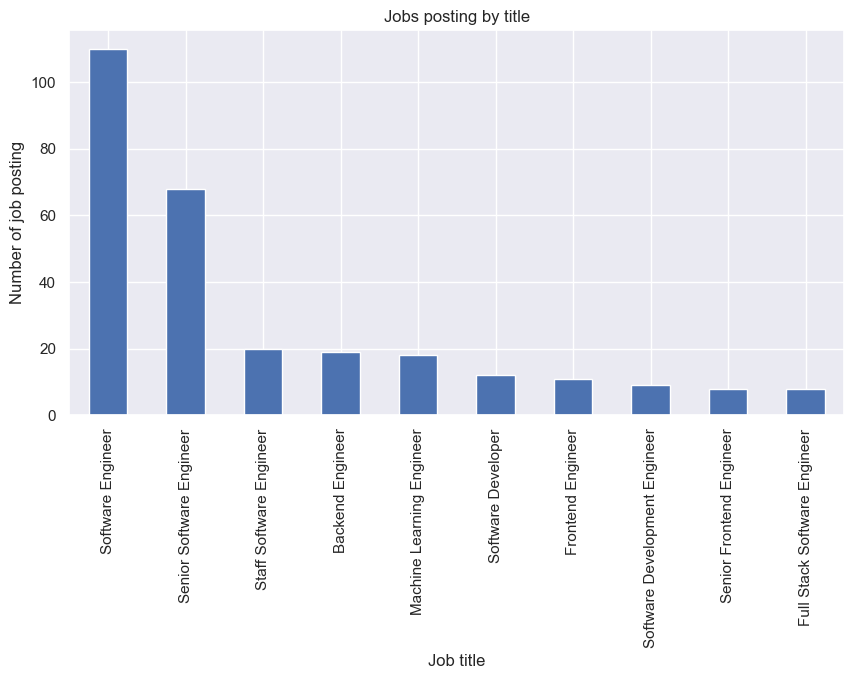 Jobs posting by title
Number of job posting
100
80
60
40
20
0
Software Engineer
Senior Software Engineer
Staff Software Engineer
Backend Engineer
Machine Learning Engineer
Software Developer
Frontend Engineer
Software Development Engineer
Senior Frontend Engineer
Full Stack Software Engineer
Job title